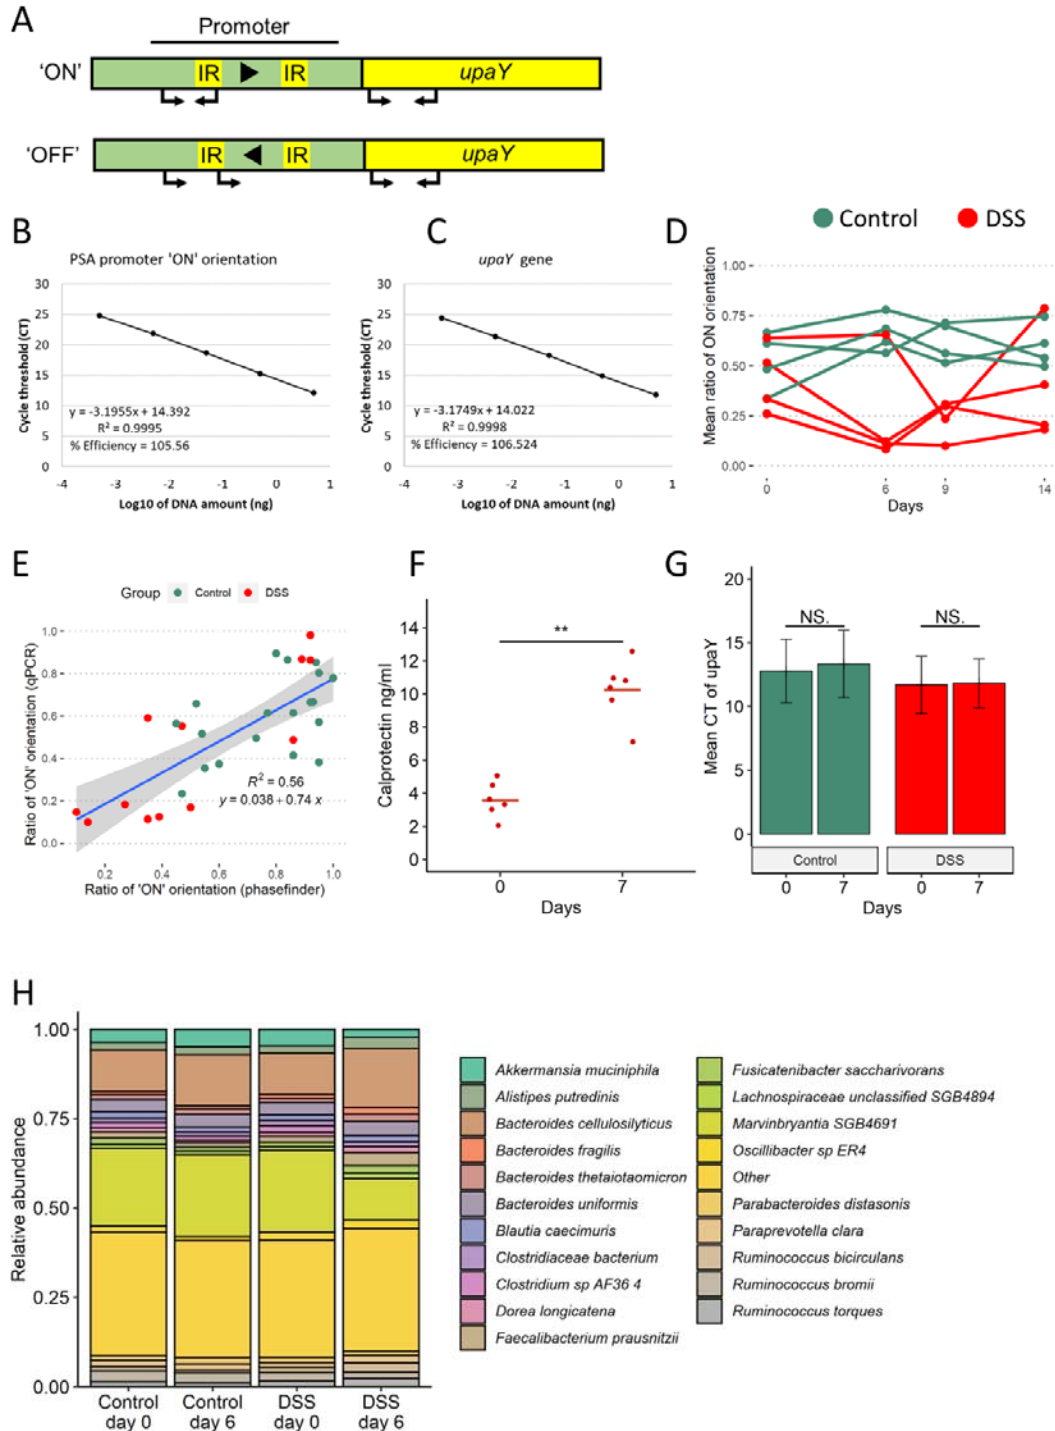 A
Promoter
'ON'
IR
IR
upaY
'OFF'
IR
IR
upaY
B
PSA promoter 'ON' orientation
Cycle threshold (CT)
30
25
20
15
10
5
0
y = -3.1955x + 14.392
R² = 0.9995
% Efficiency = 105.56
-4 -3 -2 -1 0 1
Log10 of DNA amount (ng)
C
upaY gene
Cycle threshold (CT)
30
25
20
15
10
5
0
y = -3.1749x + 14.022
R² = 0.9998
% Efficiency = 106.524
-4 -3 -2 -1 0 1
Log10 of DNA amount (ng)
Control DSS
D
Mean ratio of ON orientation
1.00
0.75
0.50
0.25
0.00
0 6 9 14
Days
E
Group Control DSS
Ratio of 'ON' orientation (qPCR)
1.0
0.8
0.6
0.4
0.2
0.0
R² = 0.56
y = 0.038 + 0.74 x
0.2 0.4 0.6 0.8 1.0
Ratio of 'ON' orientation (phasefinder)
F
Calprotectin ng/ml
14
12
10
8
6
4
2
0
**
0 7
Days
G
Mean CT of upaY
20
15
10
5
0
NS. NS.
Control DSS
0 7 0 7
Days
H
Relative abundance
1.00
0.75
0.50
0.25
0.00
Control day 0
Control day 6
DSS day 0
DSS day 6
Akkermansia muciniphila
Alistipes putredinis
Bacteroides cellulosilyticus
Bacteroides fragilis
Bacteroides thetaiotaomicron
Bacteroides uniformis
Blautia caecimuris
Clostridiaceae bacterium
Clostridium sp AF36 4
Dorea longicatena
Faecalibacterium prausnitzii
Fusicatenibacter saccharivorans
Lachnospiraceae unclassified SGB4894
Marvinbryantia SGB4691
Oscillibacter sp ER4
Other
Parabacteroides distasonis
Paraprevotella clara
Ruminococcus bicirculans
Ruminococcus bromii
Ruminococcus torques